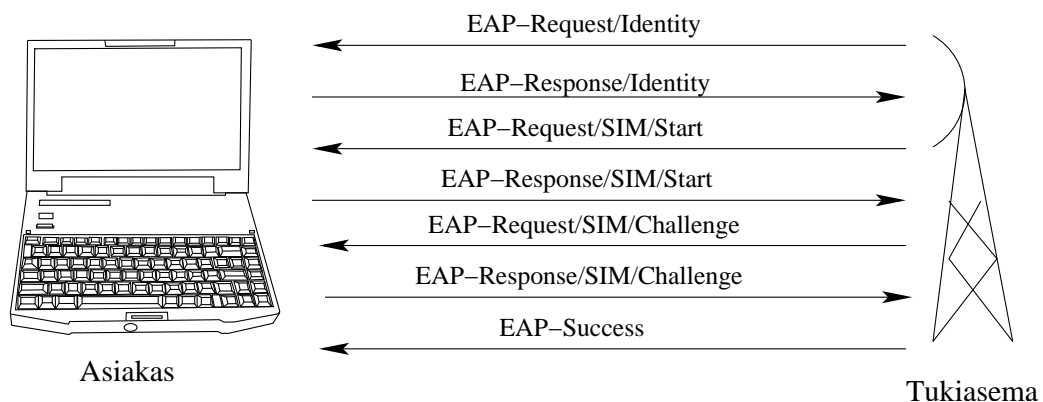 EAP–Request/Identity
EAP–Response/Identity
EAP–Request/SIM/Start
EAP–Response/SIM/Start
EAP–Request/SIM/Challenge
EAP–Response/SIM/Challenge
EAP–Success
Asiakas
Tukiasema